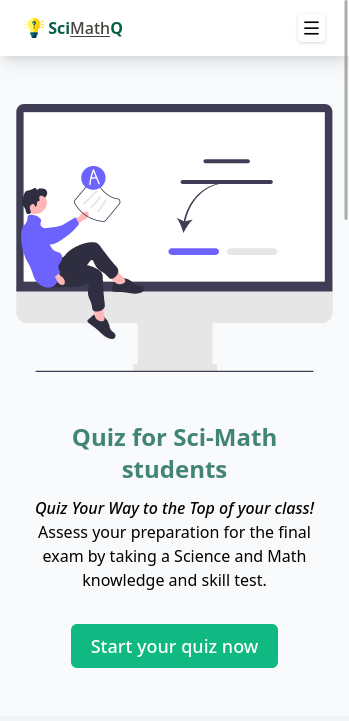 SciMathQ
A
Quiz for Sci-Math
students
Quiz Your Way to the Top of your class!
Assess your preparation for the final
exam by taking a Science and Math
knowledge and skill test.
Start your quiz now